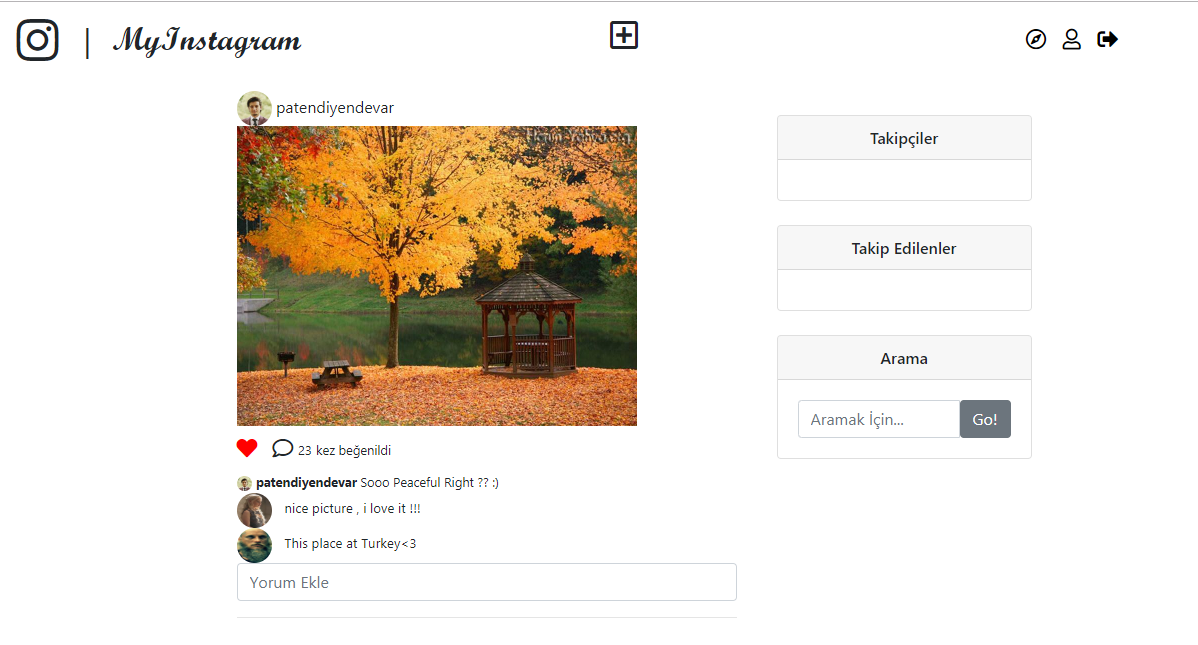 | MyInstagram
patendiyendevar
23 kez beğenildi
patendiyendevar Sooo Peaceful Right ?? :)
nice picture , i love it !!!
This place at Turkey<3
Yorum Ekle
Takipçiler
Takip Edilenler
Arama
Aramak İçin... Go!